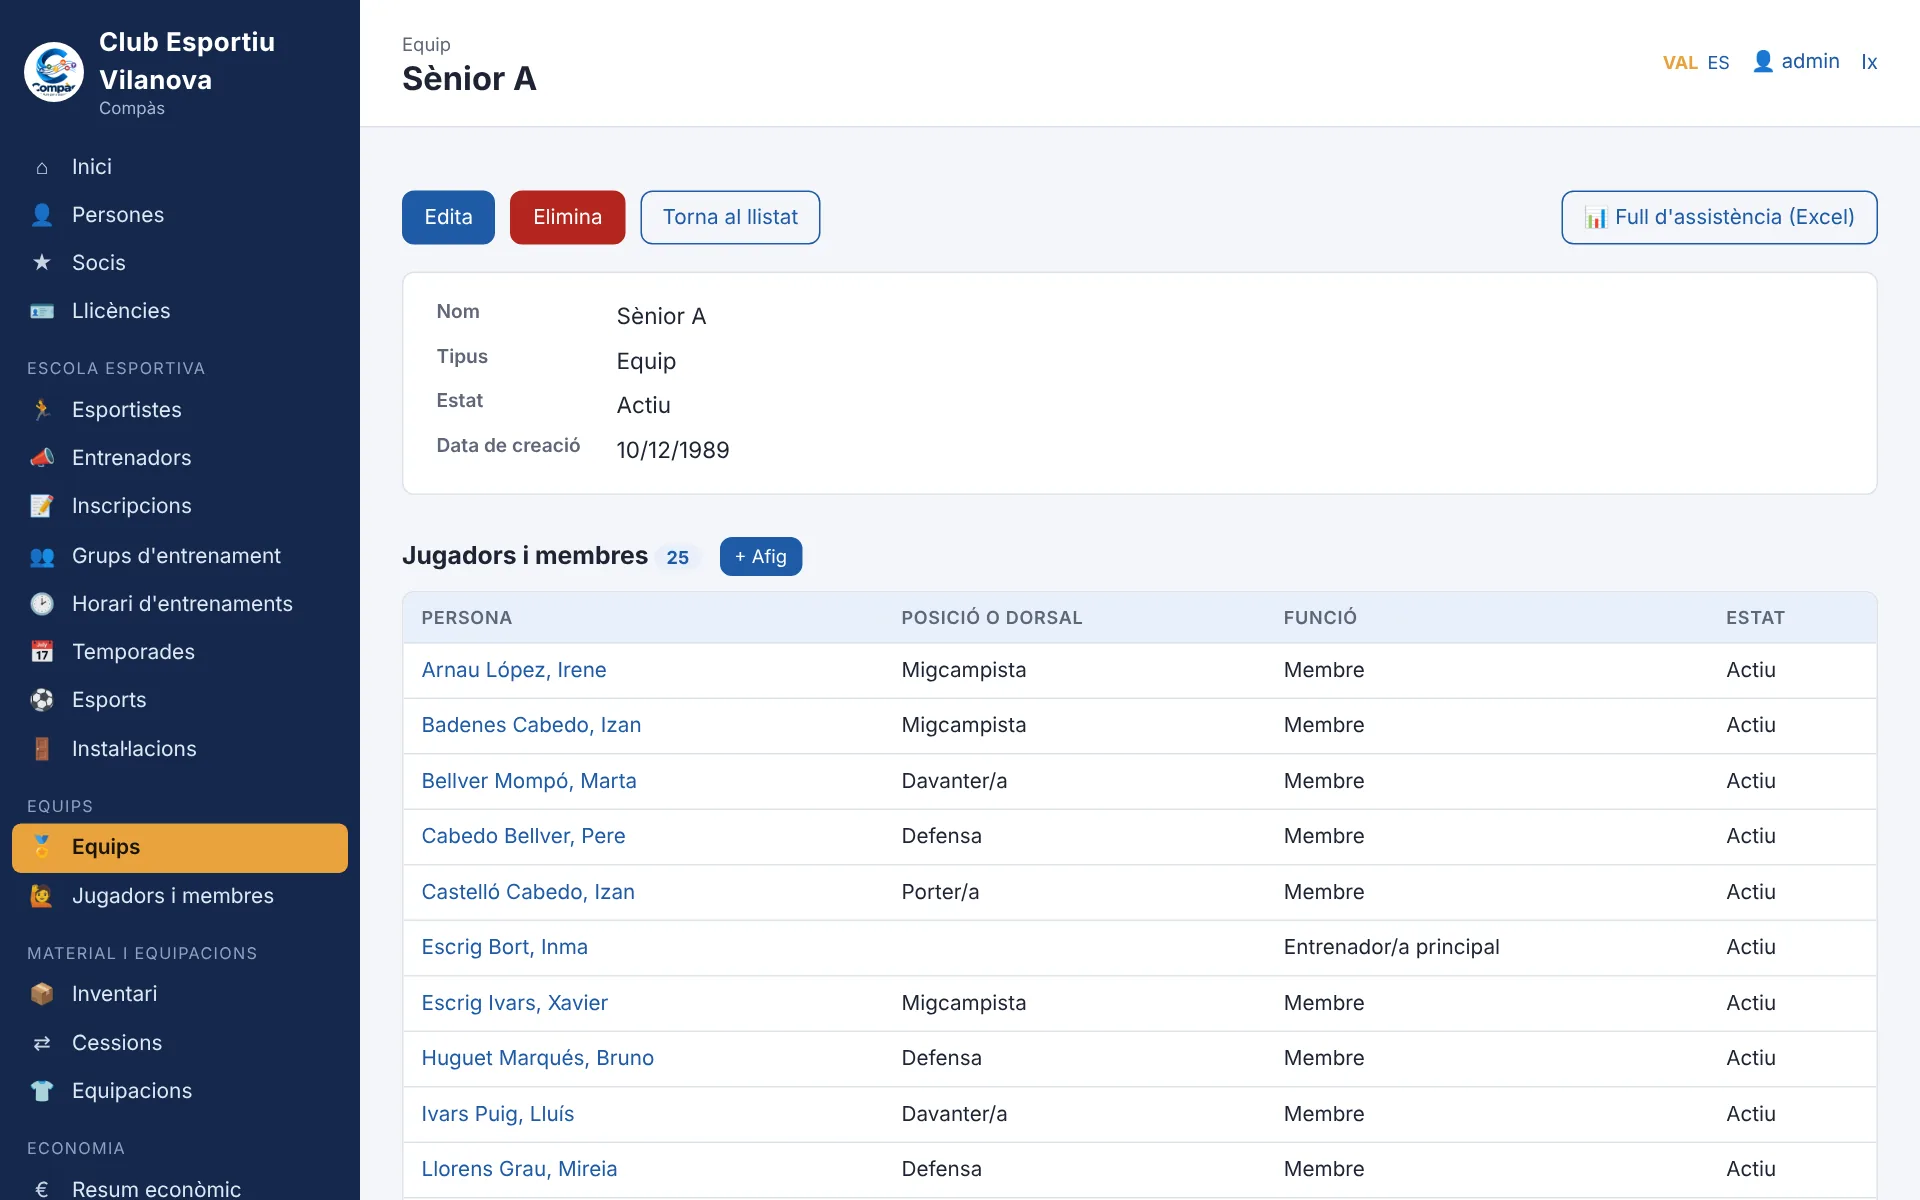 Club Esportiu
Vilanova
Compàs
Inici
Persones
Socis
Llicències
ESCOLA ESPORTIVA
Esportistes
Entrenadors
Inscripcions
Grups d'entrenament
Horari d'entrenaments
Temporades
Esports
Instal·lacions
EQUIPS
Equips
Jugadors i membres
MATERIAL I EQUIPACIONS
Inventari
Cessions
Equipacions
ECONOMIA
€ Resum econòmic
Equip
Sènior A
VAL ES admin Ix
Edita Elimina Torna al llistat Full d'assistència (Excel)
Nom Sènior A
Tipus Equip
Estat Actiu
Data de creació 10/12/1989
Jugadors i membres 25 + Afig
PERSONA POSICIÓ O DORSAL FUNCIÓ ESTAT
Arnau López, Irene Migcampista Membre Actiu
Badenes Cabedo, Izan Migcampista Membre Actiu
Bellver Mompó, Marta Davanter/a Membre Actiu
Cabedo Bellver, Pere Defensa Membre Actiu
Castelló Cabedo, Izan Porter/a Membre Actiu
Escrig Bort, Inma Entrenador/a principal Actiu
Escrig Ivars, Xavier Migcampista Membre Actiu
Huguet Marqués, Bruno Defensa Membre Actiu
Ivars Puig, Lluís Davanter/a Membre Actiu
Llorens Grau, Mireia Defensa Membre Actiu